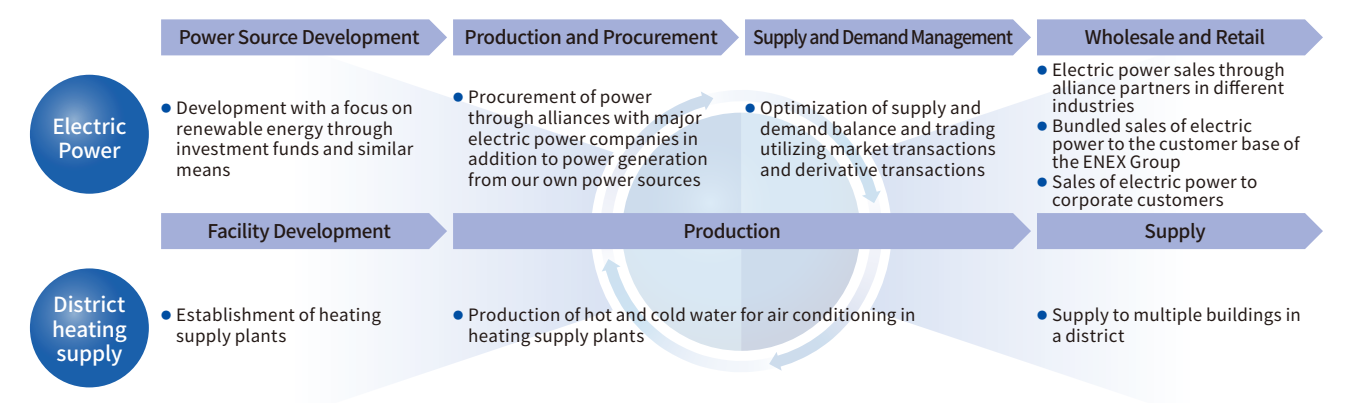 Power Source Development
Production and Procurement
Supply and Demand Management
Wholesale and Retail
Electric
Power
● Development with a focus on
renewable energy through
investment funds and similar
means
● Procurement of power
through alliances with major
electric power companies in
addition to power generation
from our own power sources
● Optimization of supply and
demand balance and trading
utilizing market transactions
and derivative transactions
● Electric power sales through
alliance partners in different
industries
● Bundled sales of electric
power to the customer base of
the ENEX Group
● Sales of electric power to
corporate customers
Facility Development
Production
Supply
District
heating
supply
● Establishment of heating
supply plants
● Production of hot and cold water for air conditioning in
heating supply plants
● Supply to multiple buildings in
a district